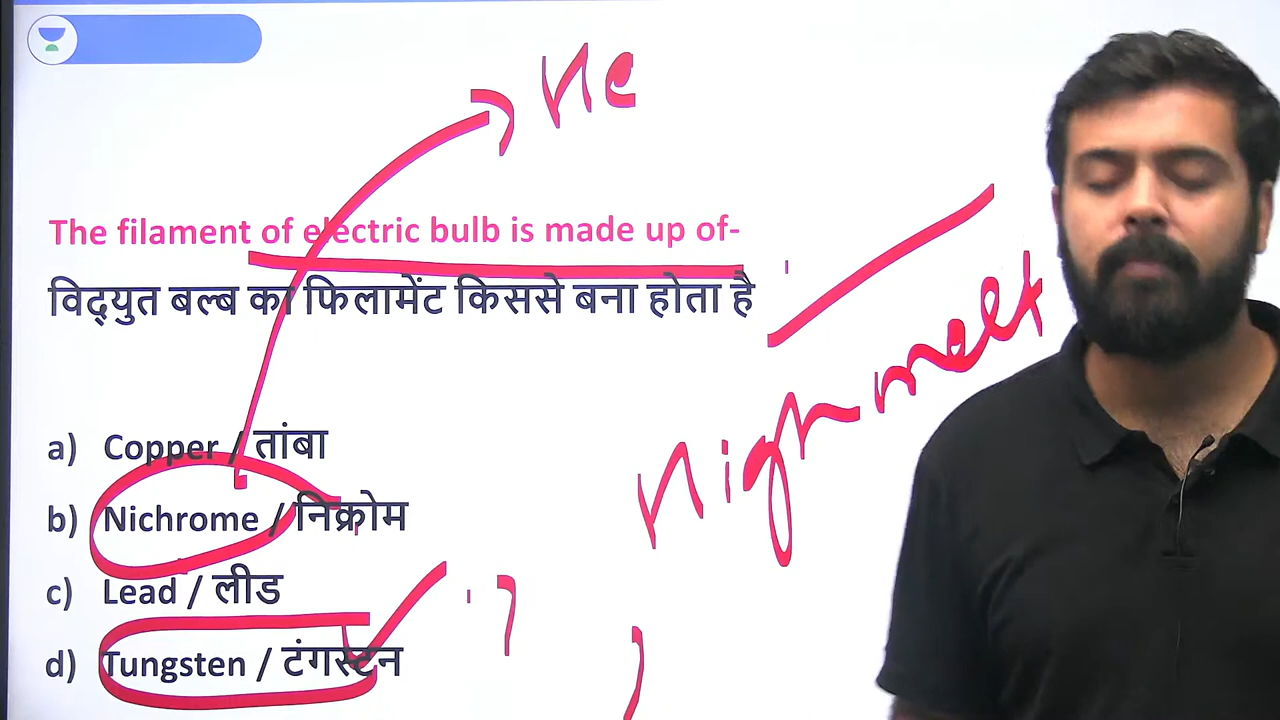 He
The filament of electric bulb is made up of-
विद्युत बल्ब का फिलामेंट किससे बना होता है
High melt
a) Copper / तांबा
b) Nichrome / निक्रोम
c) Lead / लीड
d) Tungsten / टंगस्टन